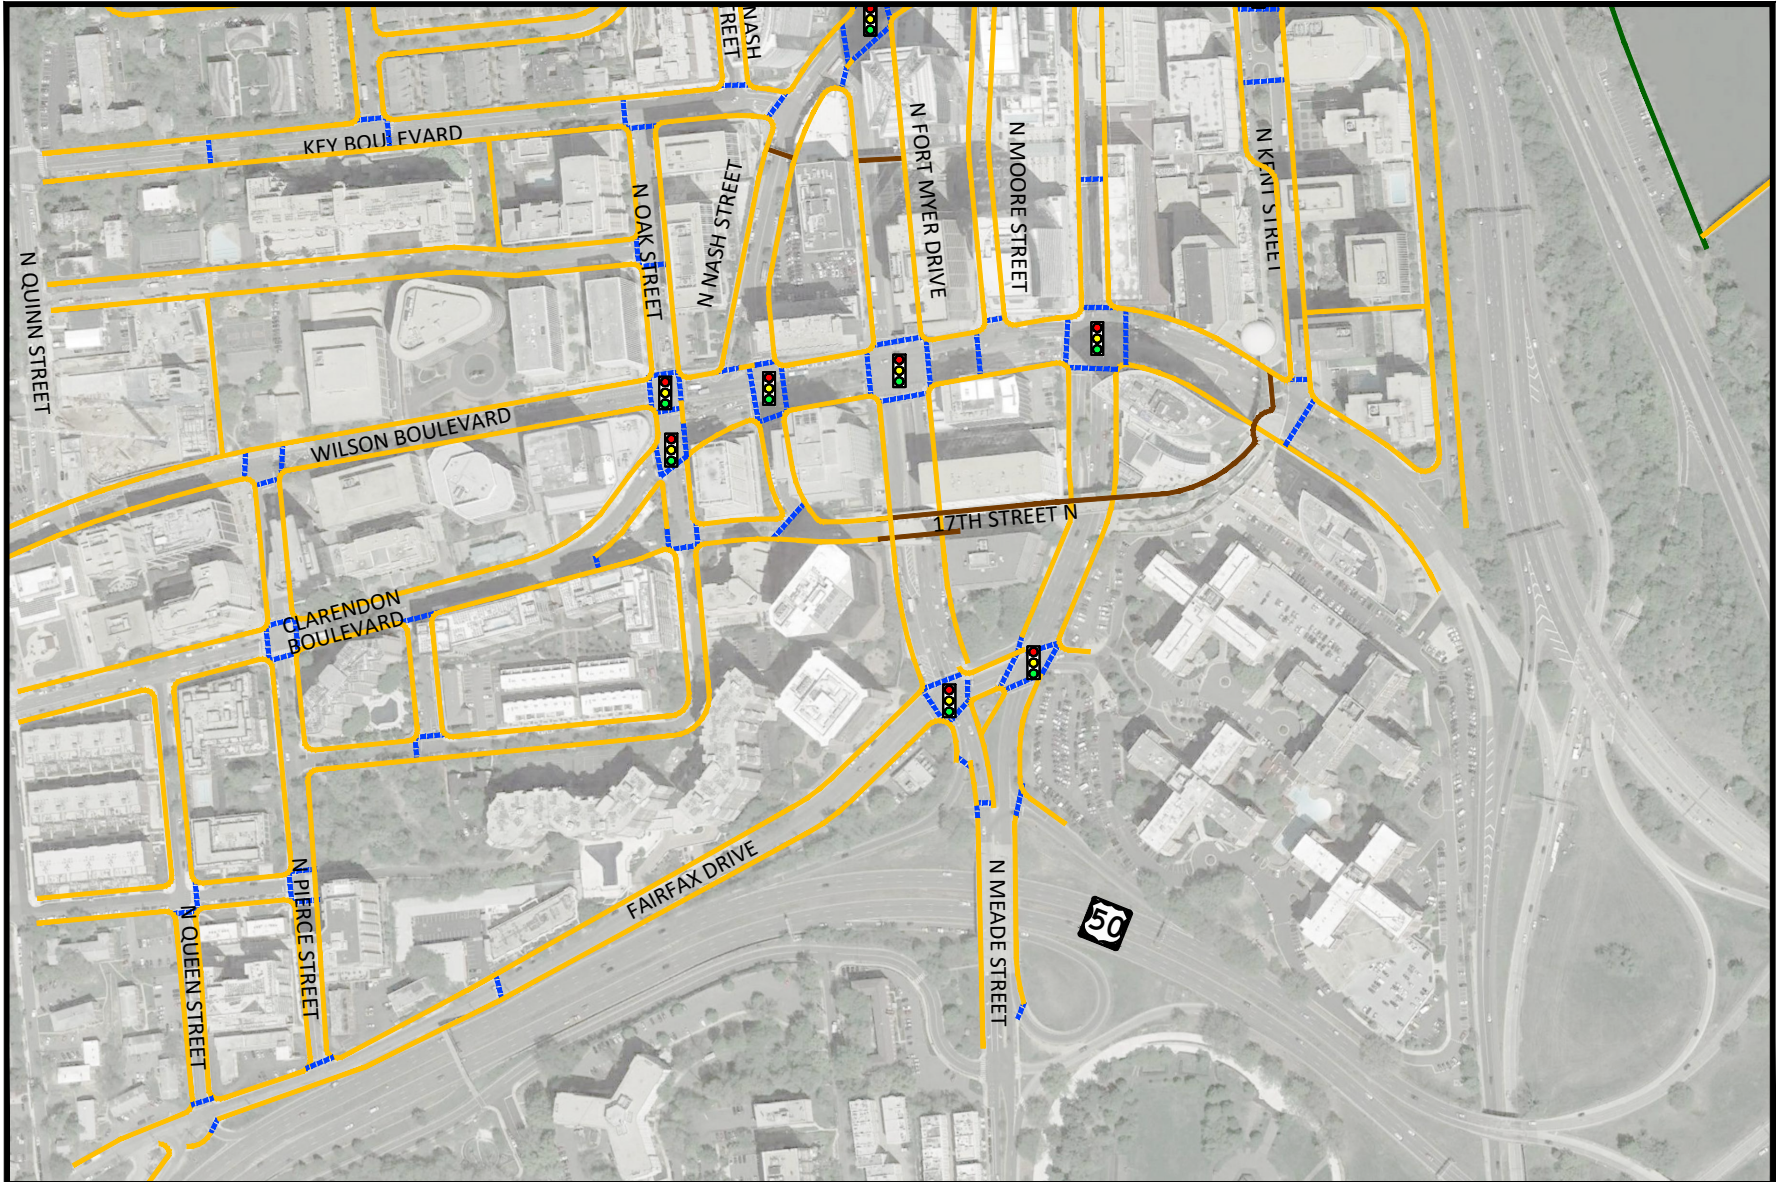 NASH
REET
KEY BOULEVARD
N FORT MYER DRIVE
N MOORE STREET
N KENT STREET
N OAK STREET
N NASH STREET
N QUINN STREET
WILSON BOULEVARD
17TH STREET N
CLARENDON
BOULEVARD
FAIRFAX DRIVE
N PIERCE STREET
N QUEEN STREET
N MEADE STREET
50